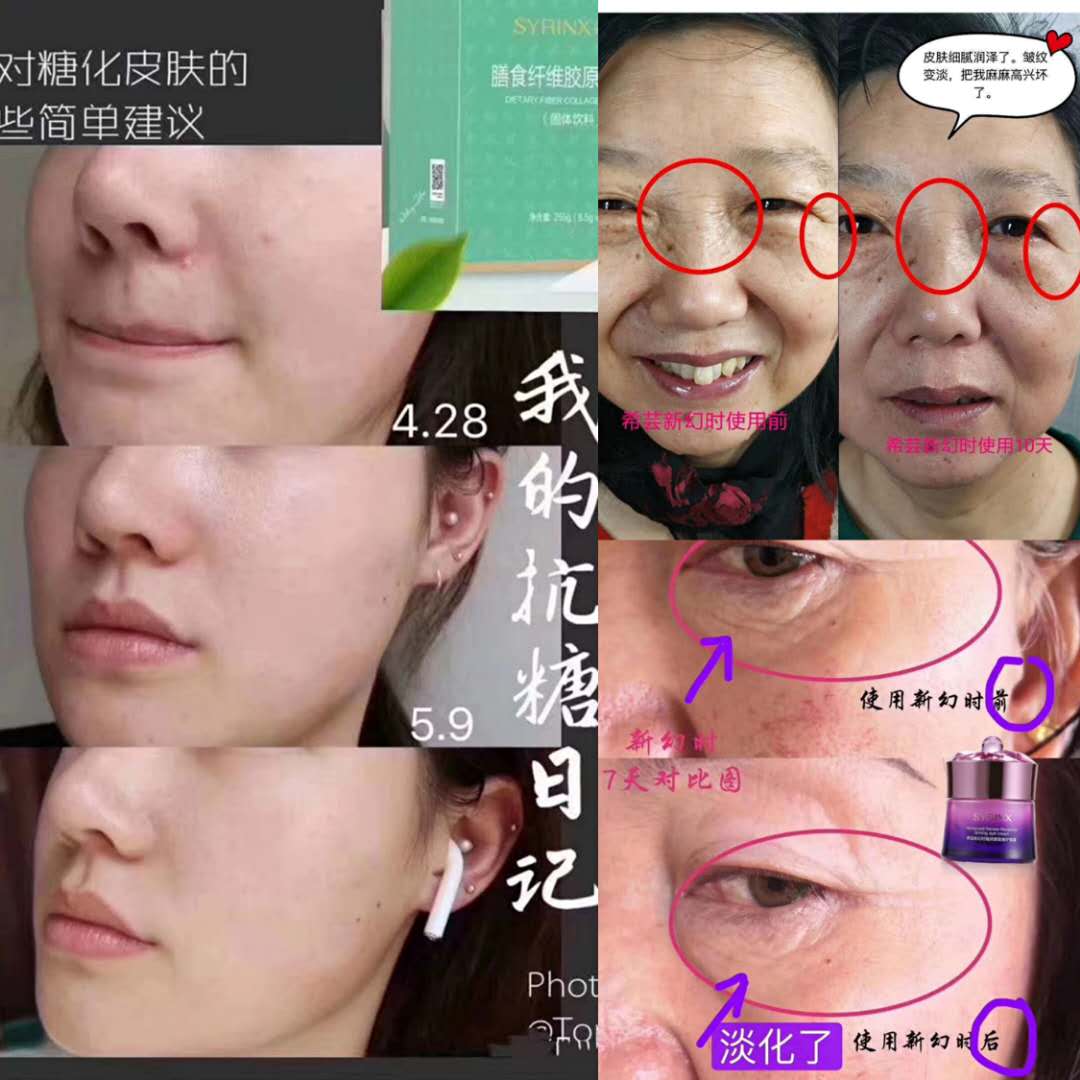 对糖化皮肤的
些简单建议
SYRINX
膳食纤维胶原
DIETARY FIBER COLLAGE
（固体饮料
4.28
5.9
我的抗糖日记
Phot
皮肤细腻润泽了。皱纹
变淡，把我麻麻高兴坏
了。
希芸新幻时使用前
希芸新幻时使用10天
使用新幻时前
新幻时
7天对比图
SYRINX
淡化了
使用新幻时后